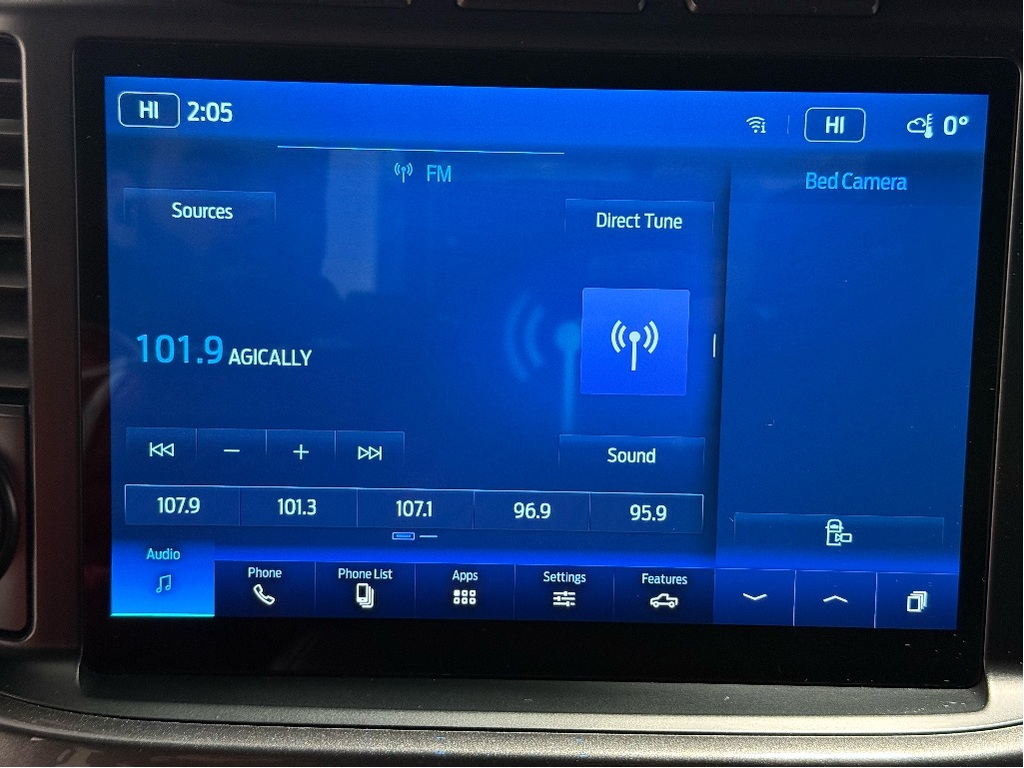 HI 2:05 HI 0°
FM
Bed Camera
Sources
Direct Tune
101.9 AGICALLY
Sound
107.9 101.3 107.1 96.9 95.9
Audio Phone Phone List Apps Settings Features